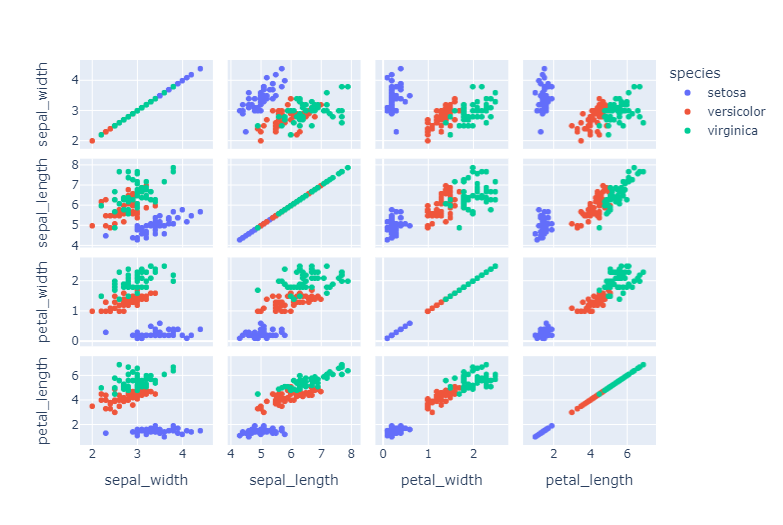 species
setosa
versicolor
virginica
sepal_width
4
3
2
sepal_length
8
7
6
5
4
petal_width
2
1
0
petal_length
6
4
2
2 3 4
4 5 6 7 8
0 1 2
2 4 6
sepal_width sepal_length petal_width petal_length